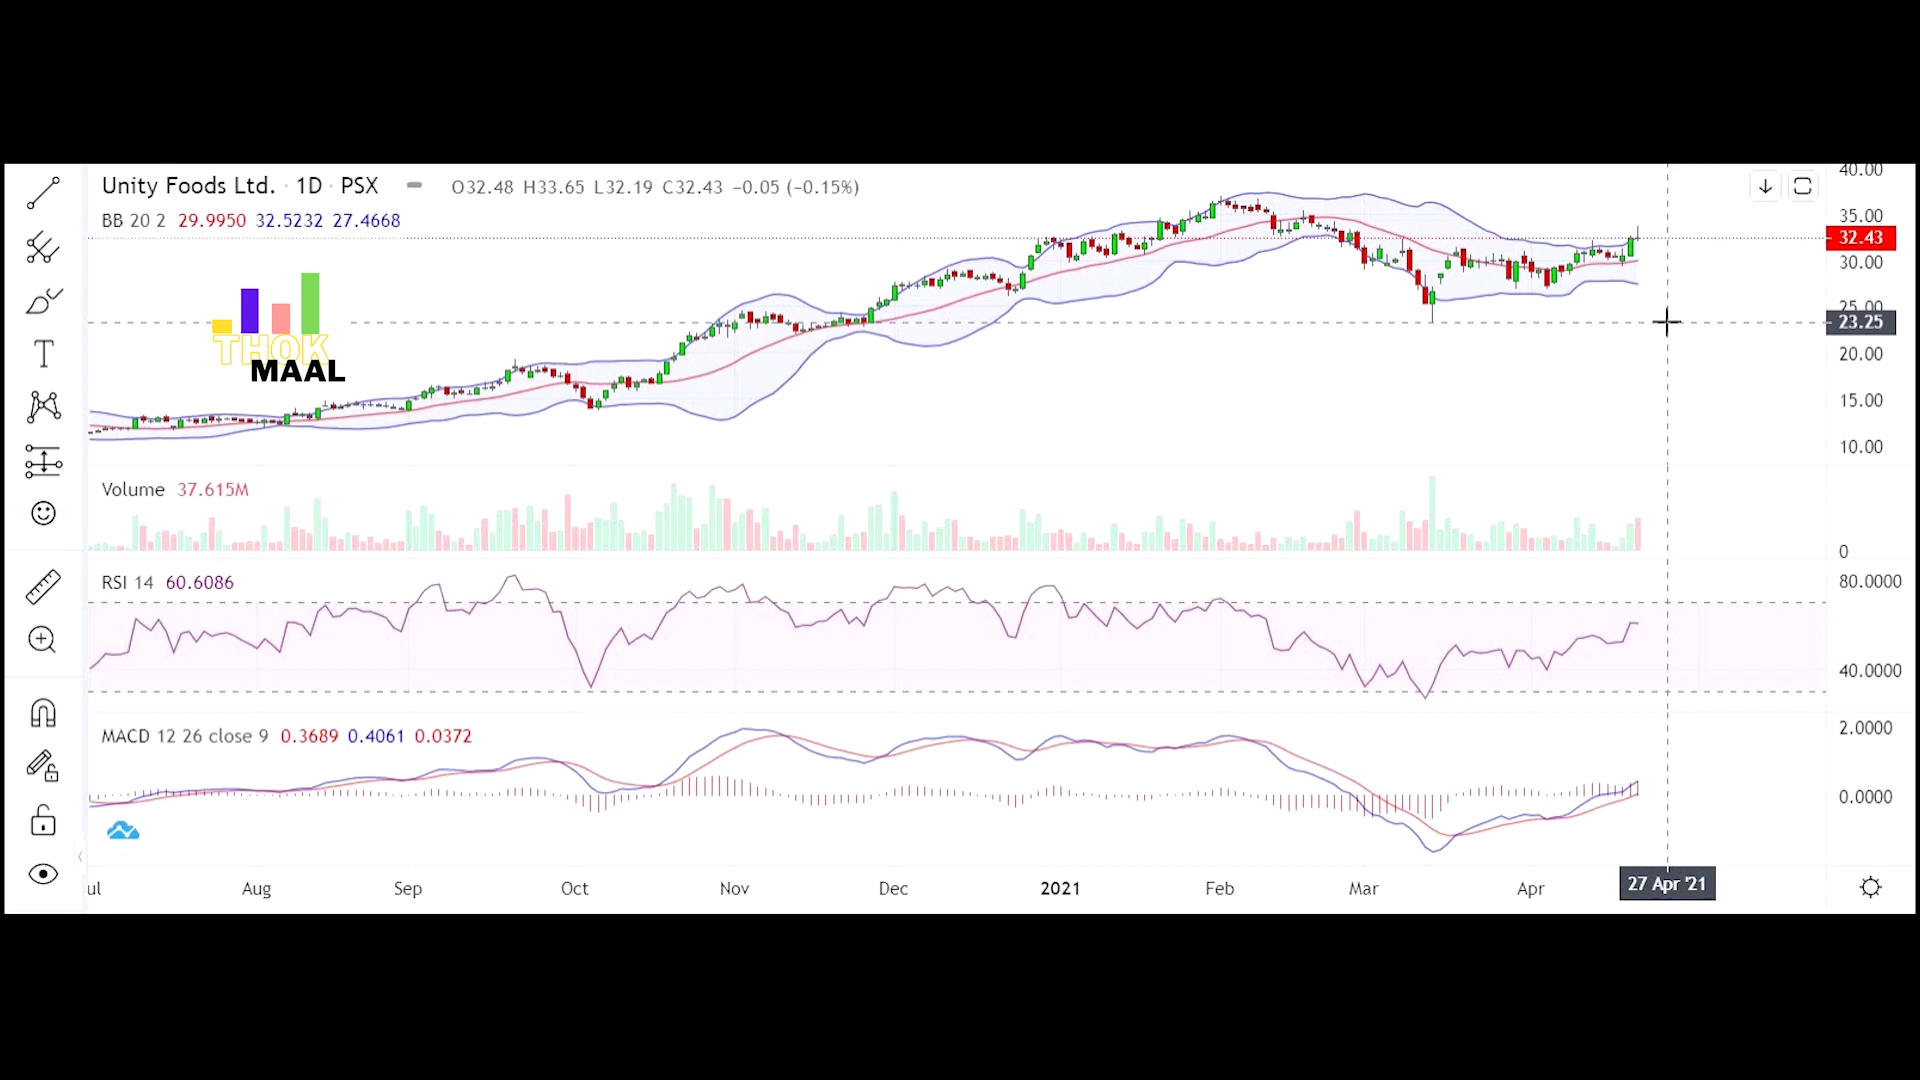 Unity Foods Ltd. · 1D · PSX O32.48 H33.65 L32.19 C32.43 −0.05 (−0.15%)
BB 20 2 29.9950 32.5232 27.4668
THOK
MAAL
40.00
35.00
32.43
30.00
25.00
23.25
20.00
15.00
10.00
Volume 37.615M
0
RSI 14 60.6086
80.0000
40.0000
MACD 12 26 close 9 0.3689 0.4061 0.0372
2.0000
0.0000
ul Aug Sep Oct Nov Dec 2021 Feb Mar Apr 27 Apr '21